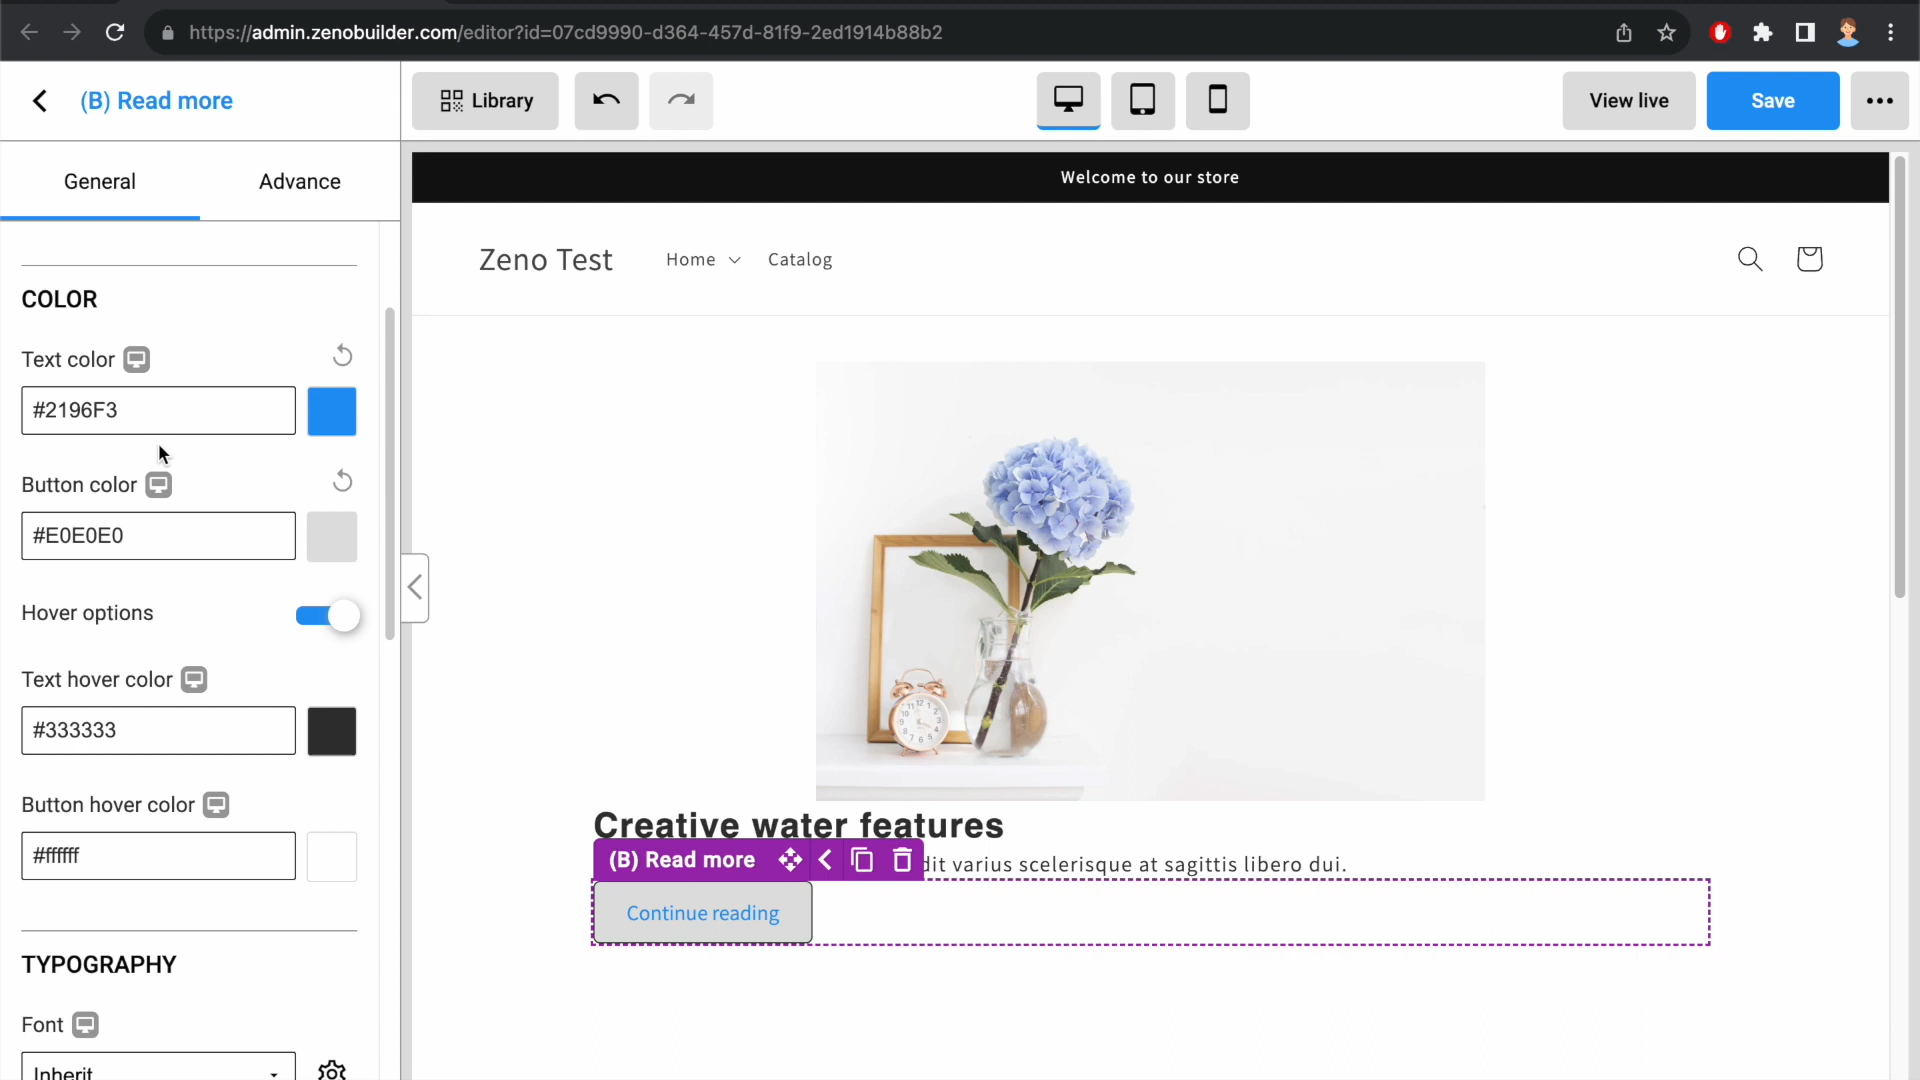 https://admin.zenobuilder.com/editor?id=07cd9990-d364-457d-81f9-2ed1914b88b2
(B) Read more
Library
View live
Save
General
Advance
Welcome to our store
Zeno Test
Home
Catalog
COLOR
Text color
#2196F3
Button color
#E0E0E0
Hover options
Text hover color
#333333
Button hover color
#ffffff
Creative water features
(B) Read more
varius scelerisque at sagittis libero dui.
Continue reading
TYPOGRAPHY
Font
Inherit